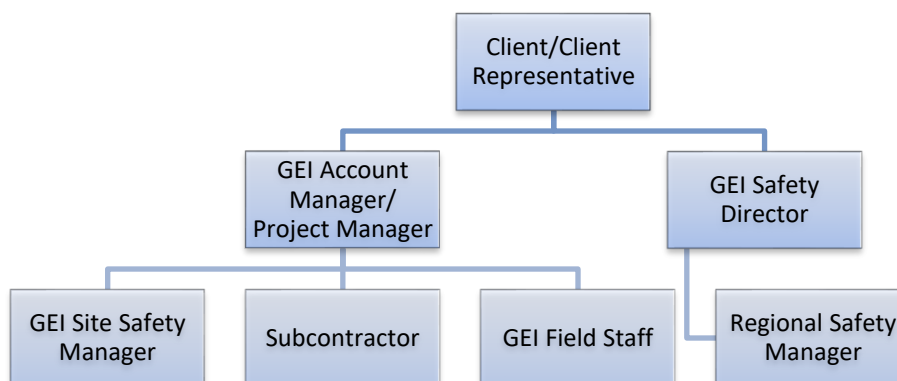 Client/Client
Representative
GEI Account
Manager/
Project Manager
GEI Safety
Director
GEI Site Safety
Manager
Subcontractor
GEI Field Staff
Regional Safety
Manager